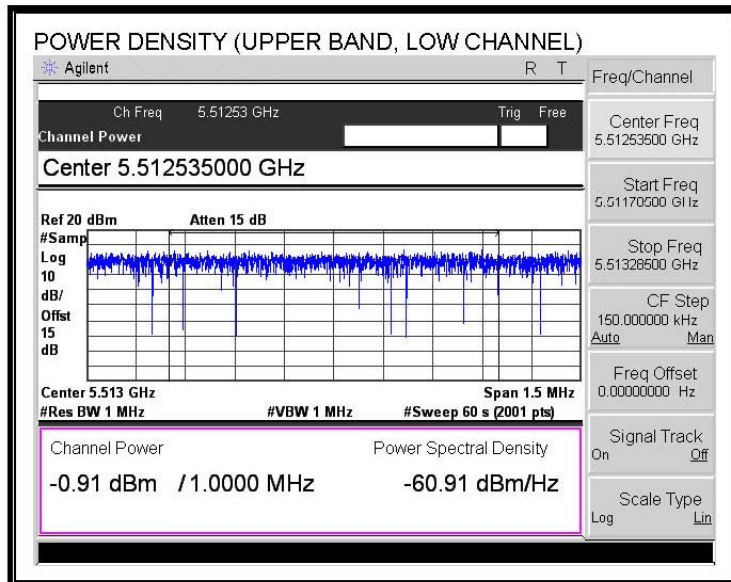 POWER DENSITY (UPPER BAND, LOW CHANNEL)
Agilent
R T
Freq/Channel
Ch Freq 5.51253 GHz Trig Free
Channel Power
Center 5.512535000 GHz
Center Freq
5.51253500 GHz
Start Freq
5.51170500 GHz
Stop Freq
5.51328500 GHz
CF Step
150.000000 kHz
Auto Man
Freq Offset
0.00000000 Hz
Signal Track
On Off
Scale Type
Log Lin
Ref 20 dBm Atten 15 dB
#Samp
Log
10
dB/
Offst
15
dB
Center 5.513 GHz Span 1.5 MHz
#Res BW 1 MHz #VBW 1 MHz #Sweep 60 s (2001 pts)
Channel Power Power Spectral Density
-0.91 dBm /1.0000 MHz -60.91 dBm/Hz